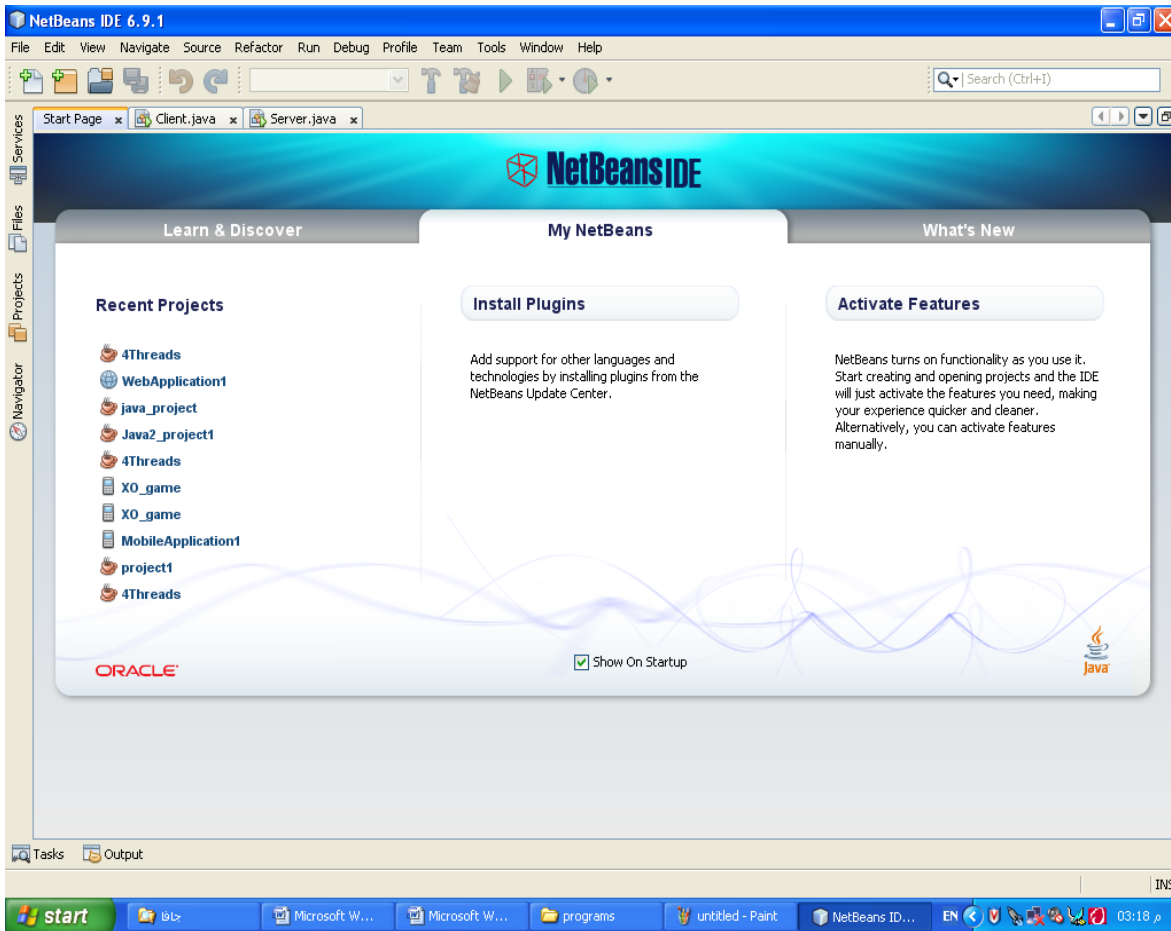 NetBeans IDE 6.9.1
File Edit View Navigate Source Refactor Run Debug Profile Team Tools Window Help
Search (Ctrl+I)
Start Page Client.java Server.java
Services
Files
Projects
Navigator
NetBeans IDE
Learn & Discover
My NetBeans
What's New
Recent Projects
4Threads
WebApplication1
java_project
Java2_project1
4Threads
XO_game
XO_game
MobileApplication1
project1
4Threads
Install Plugins
Add support for other languages and
technologies by installing plugins from the
NetBeans Update Center.
Activate Features
NetBeans turns on functionality as you use it.
Start creating and opening projects and the IDE
will just activate the features you need, making
your experience quicker and cleaner.
Alternatively, you can activate features
manually.
ORACLE
Show On Startup
Java
Tasks Output
INS
start جافا Microsoft W... Microsoft W... programs untitled - Paint NetBeans ID... EN 03:18 م